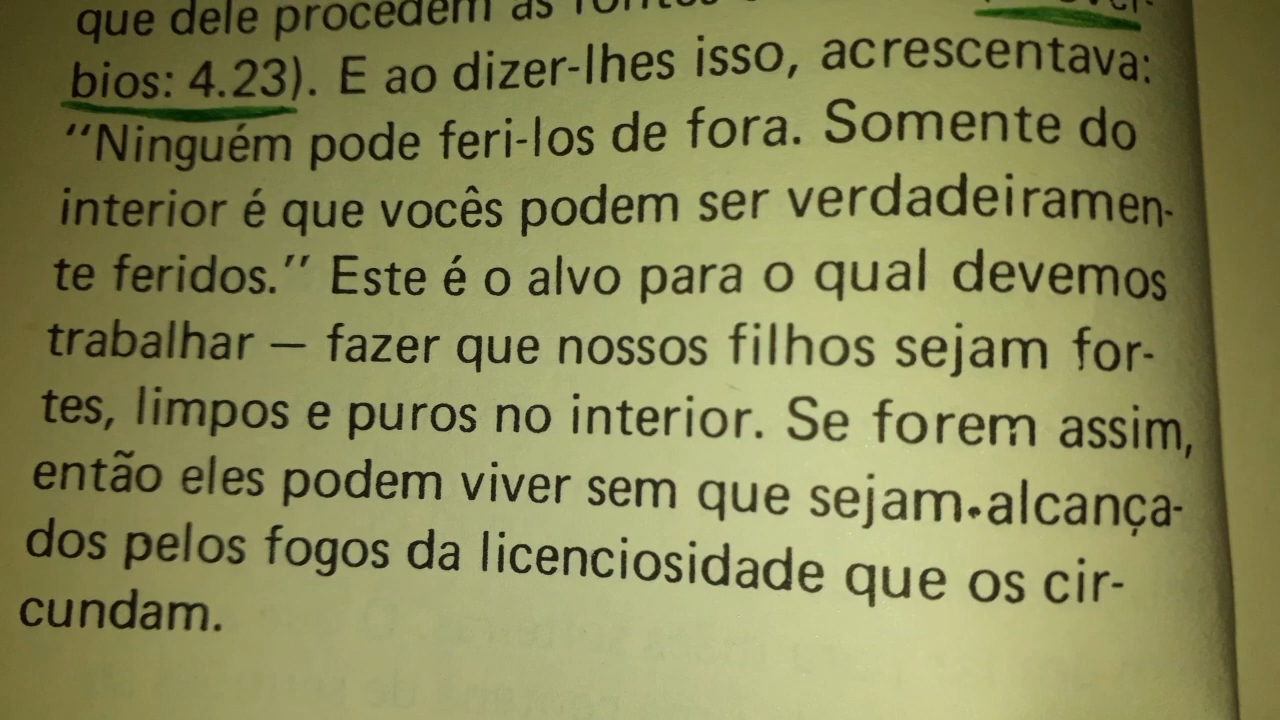 que dele procedem as
bios: 4.23). E ao dizer-lhes isso, acrescentava:
"Ninguém pode feri-los de fora. Somente do
interior é que vocês podem ser verdadeiramen-
te feridos." Este é o alvo para o qual devemos
trabalhar — fazer que nossos filhos sejam for-
tes, limpos e puros no interior. Se forem assim,
então eles podem viver sem que sejam alcança-
dos pelos fogos da licenciosidade que os cir-
cundam.